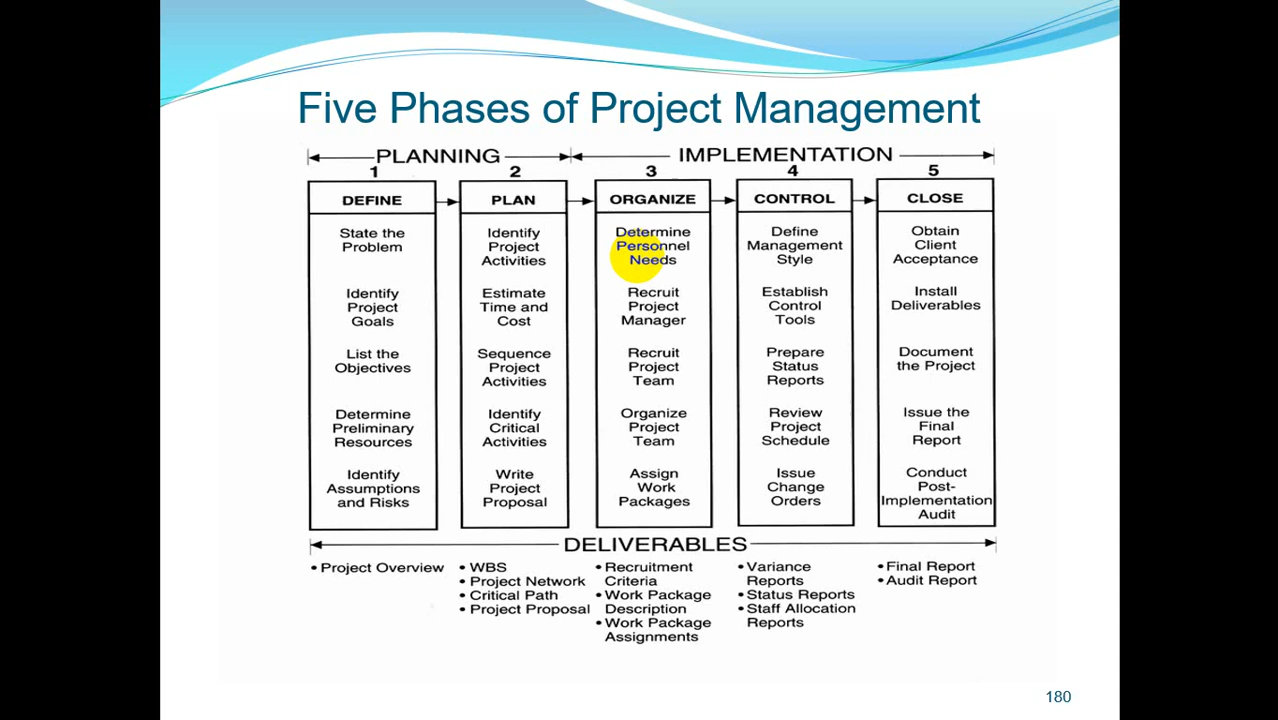 Five Phases of Project Management
PLANNING
IMPLEMENTATION
1
2
3
4
5
DEFINE
PLAN
ORGANIZE
CONTROL
CLOSE
State the
Problem
Identify
Project
Goals
List the
Objectives
Determine
Preliminary
Resources
Identify
Assumptions
and Risks
Identify
Project
Activities
Estimate
Time and
Cost
Sequence
Project
Activities
Identify
Critical
Activities
Write
Project
Proposal
Determine
Personnel
Needs
Recruit
Project
Manager
Recruit
Project
Team
Organize
Project
Team
Assign
Work
Packages
Define
Management
Style
Establish
Control
Tools
Prepare
Status
Reports
Review
Project
Schedule
Issue
Change
Orders
Obtain
Client
Acceptance
Install
Deliverables
Document
the Project
Issue the
Final
Report
Conduct
Post-
Implementation
Audit
DELIVERABLES
• Project Overview
• WBS
• Project Network
• Critical Path
• Project Proposal
• Recruitment
Criteria
• Work Package
Description
• Work Package
Assignments
• Variance
Reports
• Status Reports
• Staff Allocation
Reports
• Final Report
• Audit Report
180